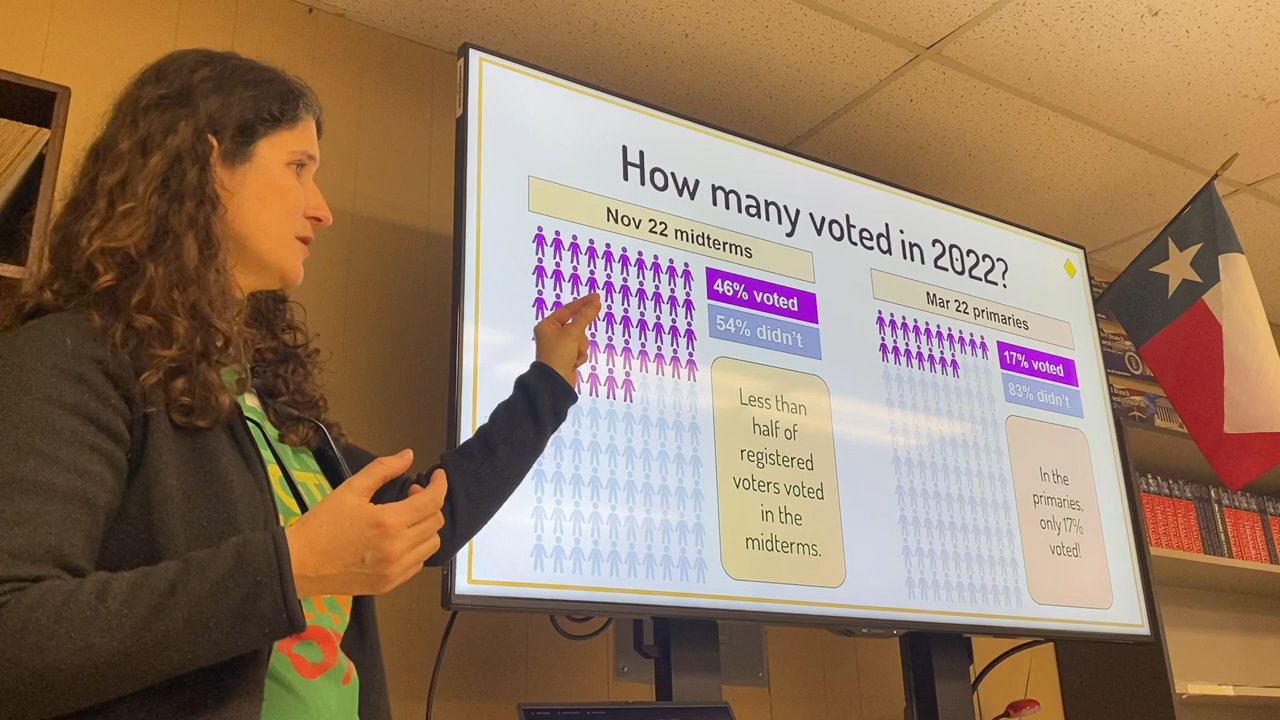 How many voted in 2022?
Nov 22 midterms
46% voted
54% didn't
Less than
half of
registered
voters voted
in the
midterms.
Mar 22 primaries
17% voted
83% didn't
In the
primaries,
only 17%
voted!